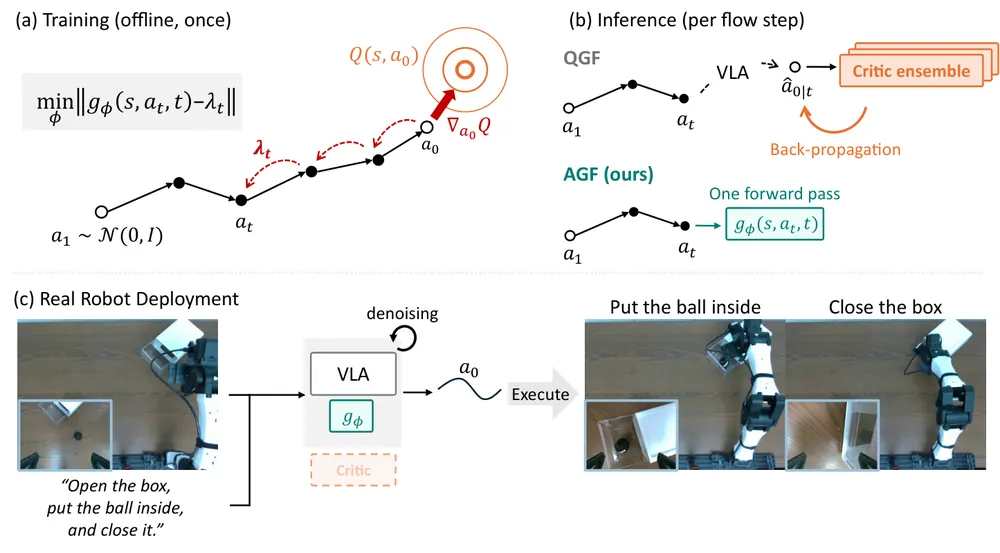 (a) Training (offline, once)
min_ϕ ‖g_ϕ(s, a_t, t)−λ_t‖
Q(s, a_0)
∇_{a_0}Q
λ_t
a_0
a_t
a_1 ~ 𝒩(0, I)
(b) Inference (per flow step)
QGF
VLA
â_{0|t}
Critic ensemble
a_1
a_t
Back-propagation
AGF (ours)
One forward pass
g_ϕ(s, a_t, t)
a_1
a_t
(c) Real Robot Deployment
denoising
VLA
g_ϕ
Critic
a_0
Execute
Put the ball inside
Close the box
“Open the box,
put the ball inside,
and close it.”